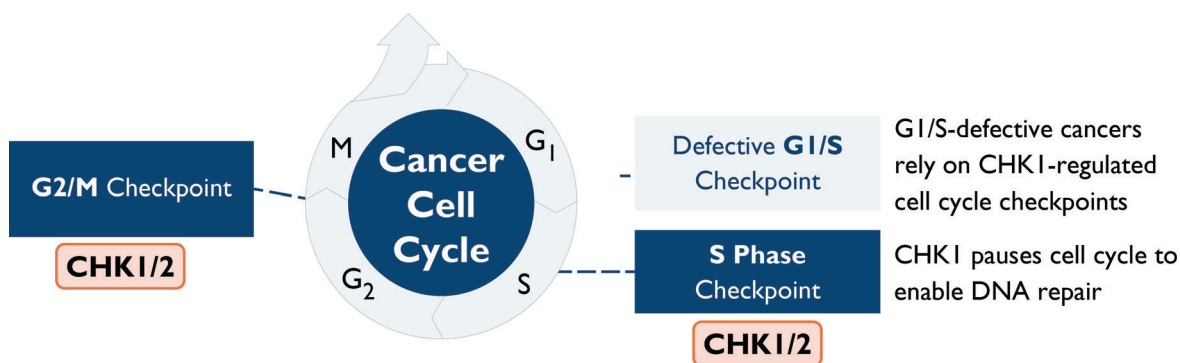 G2/M Checkpoint
CHK1/2
M
G1
G2
S
Cancer
Cell
Cycle
Defective G1/S
Checkpoint
G1/S-defective cancers
rely on CHK1-regulated
cell cycle checkpoints
S Phase
Checkpoint
CHK1/2
CHK1 pauses cell cycle to
enable DNA repair